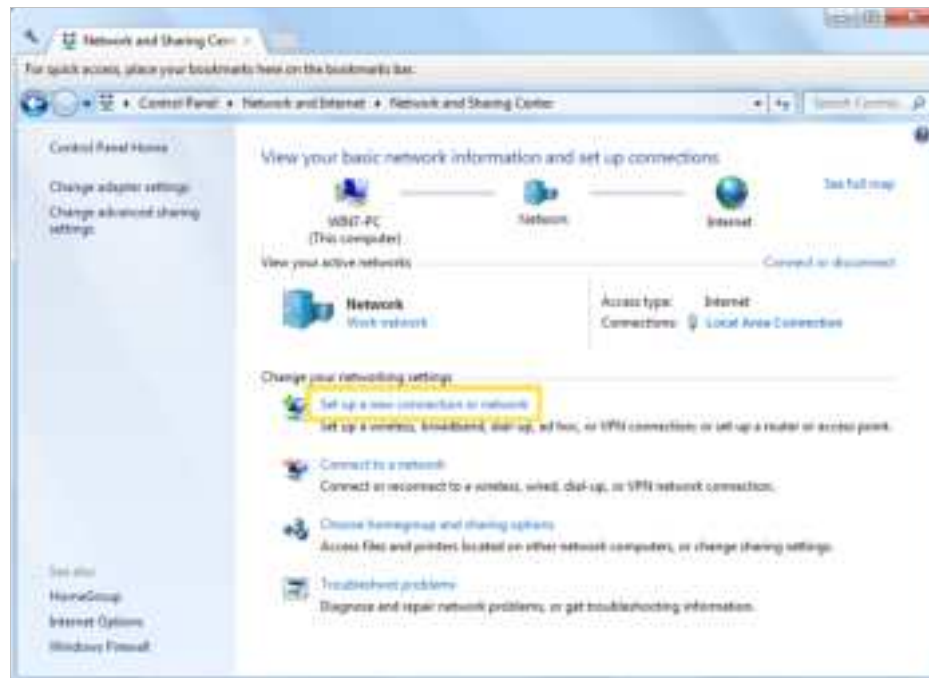 Network and Sharing Cen
For quick access, place your bookmarks here on the bookmarks bar.
Control Panel Network and Internet Network and Sharing Center
Search Control
Control Panel Home
Change adapter settings
Change advanced sharing
settings
View your basic network information and set up connections
See full map
WIN7-PC
(This computer)
Network
Internet
View your active networks
Connect or disconnect
Network
Work network
Access type: Internet
Connections: Local Area Connection
Change your networking settings
Set up a new connection or network
Set up a wireless, broadband, dial-up, ad hoc, or VPN connection; or set up a router or access point.
Connect to a network
Connect or reconnect to a wireless, wired, dial-up, or VPN network connection.
Choose homegroup and sharing options
Access files and printers located on other network computers, or change sharing settings.
Troubleshoot problems
Diagnose and repair network problems, or get troubleshooting information.
See also
HomeGroup
Internet Options
Windows Firewall